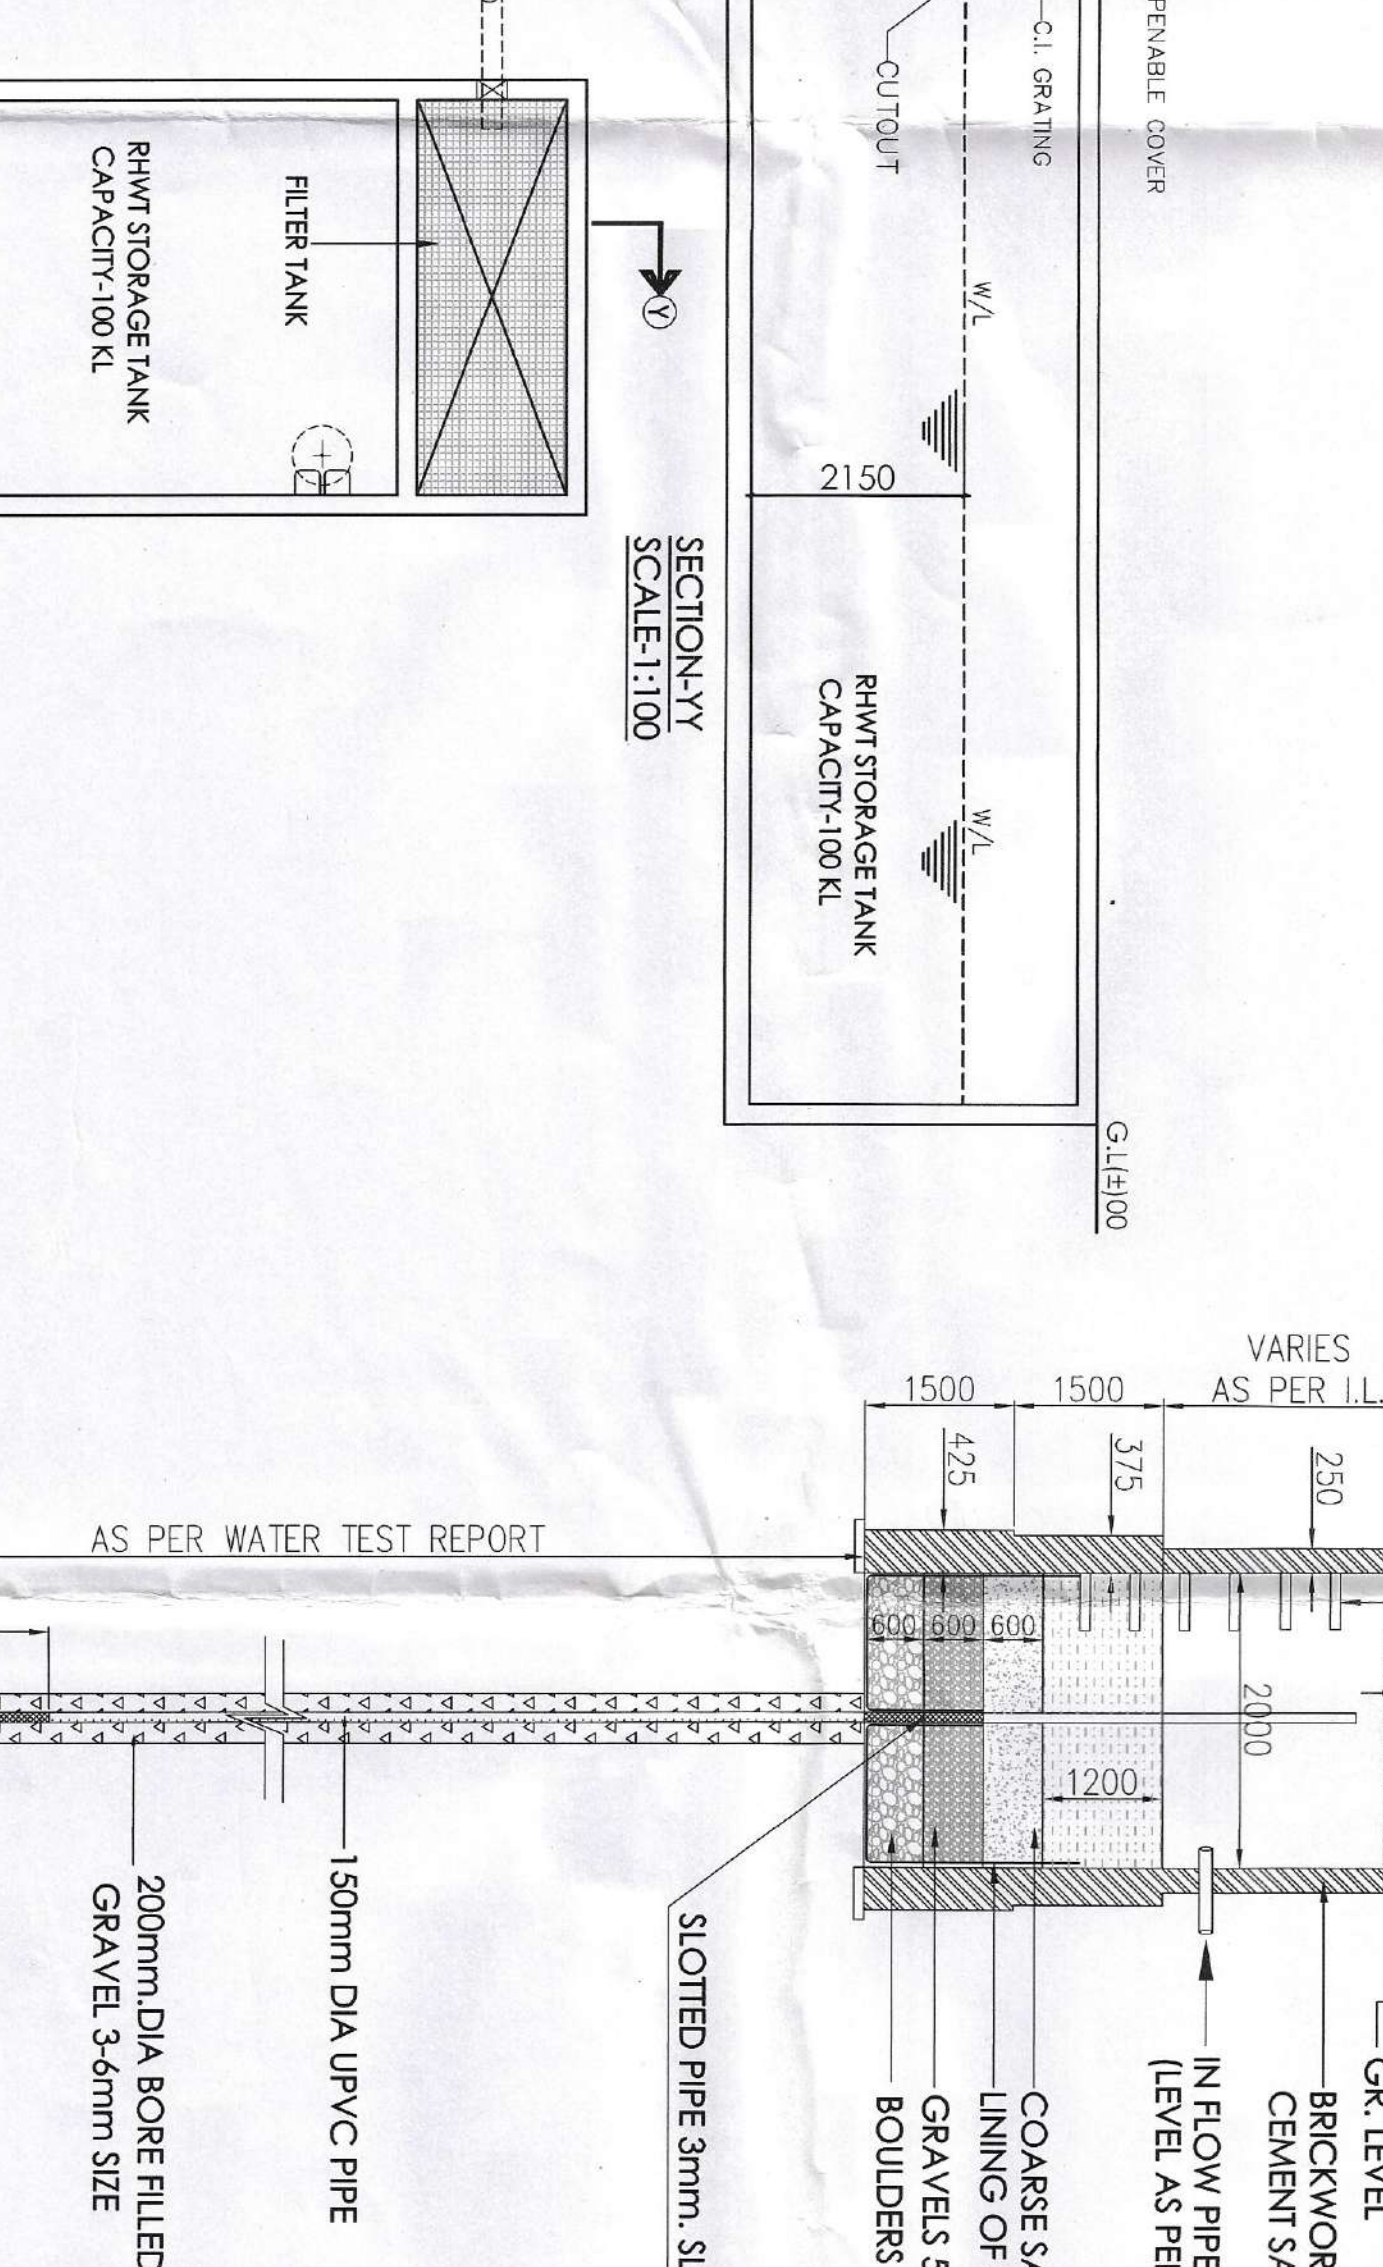 PENABLE COVER
C.I. GRATING
CUTOUT
W/L
W/L
2150
RHWT STORAGE TANK
CAPACITY-100 KL
G.L(±)00
SECTION-YY
SCALE-1:100
Y
FILTER TANK
RHWT STORAGE TANK
CAPACITY-100 KL
VARIES
AS PER I.L.
1500
1500
250
375
425
AS PER WATER TEST REPORT
600
600
600
2000
1200
GR. LEVEL
BRICKWOR
CEMENT SA
IN FLOW PIPE
(LEVEL AS PE
COARSE SA
LINING OF
GRAVELS 5
BOULDERS
SLOTTED PIPE 3mm. SL
150mm DIA UPVC PIPE
200mm.DIA BORE FILLED
GRAVEL 3-6mm SIZE